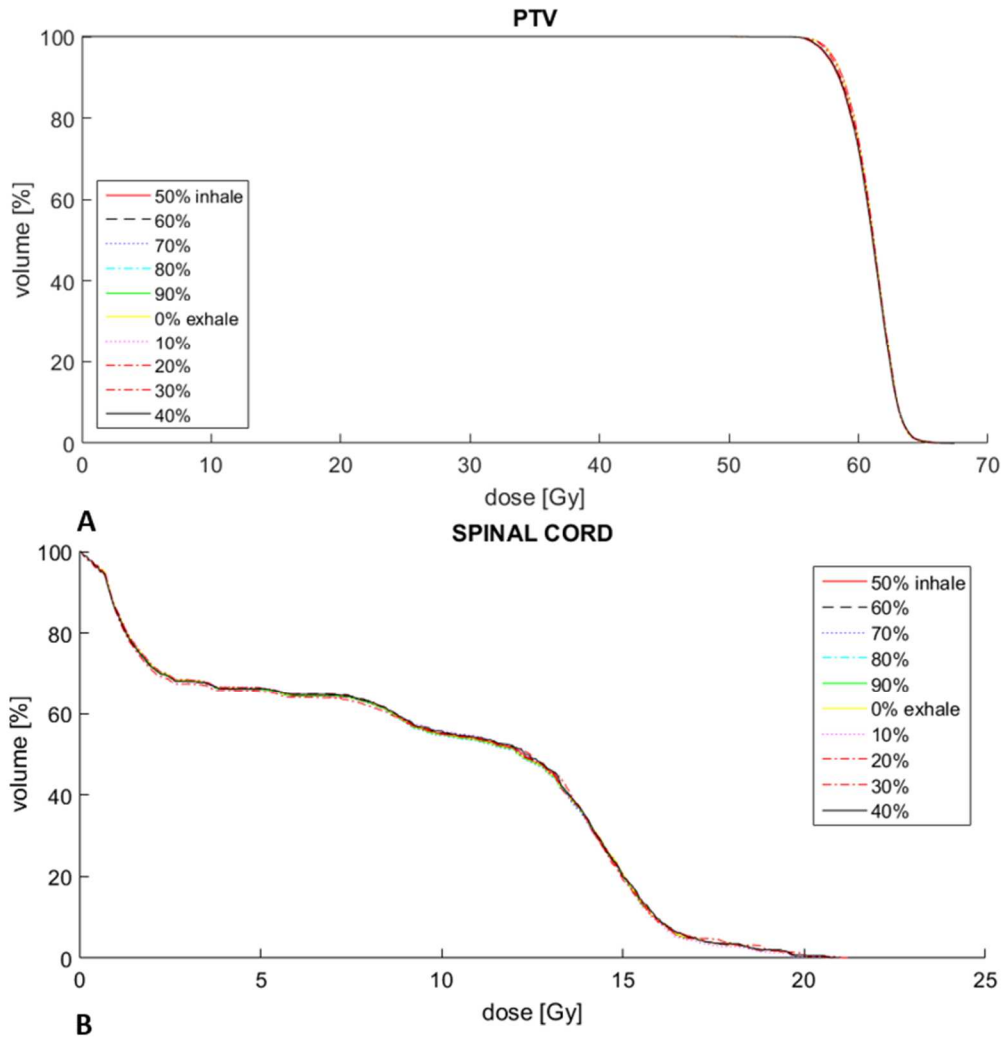 PTV
100
80
60
40
20
0
volume [%]
50% inhale
60%
70%
80%
90%
0% exhale
10%
20%
30%
40%
0 10 20 30 40 50 60 70
dose [Gy]
A
SPINAL CORD
100
80
60
40
20
0
volume [%]
50% inhale
60%
70%
80%
90%
0% exhale
10%
20%
30%
40%
0 5 10 15 20 25
dose [Gy]
B